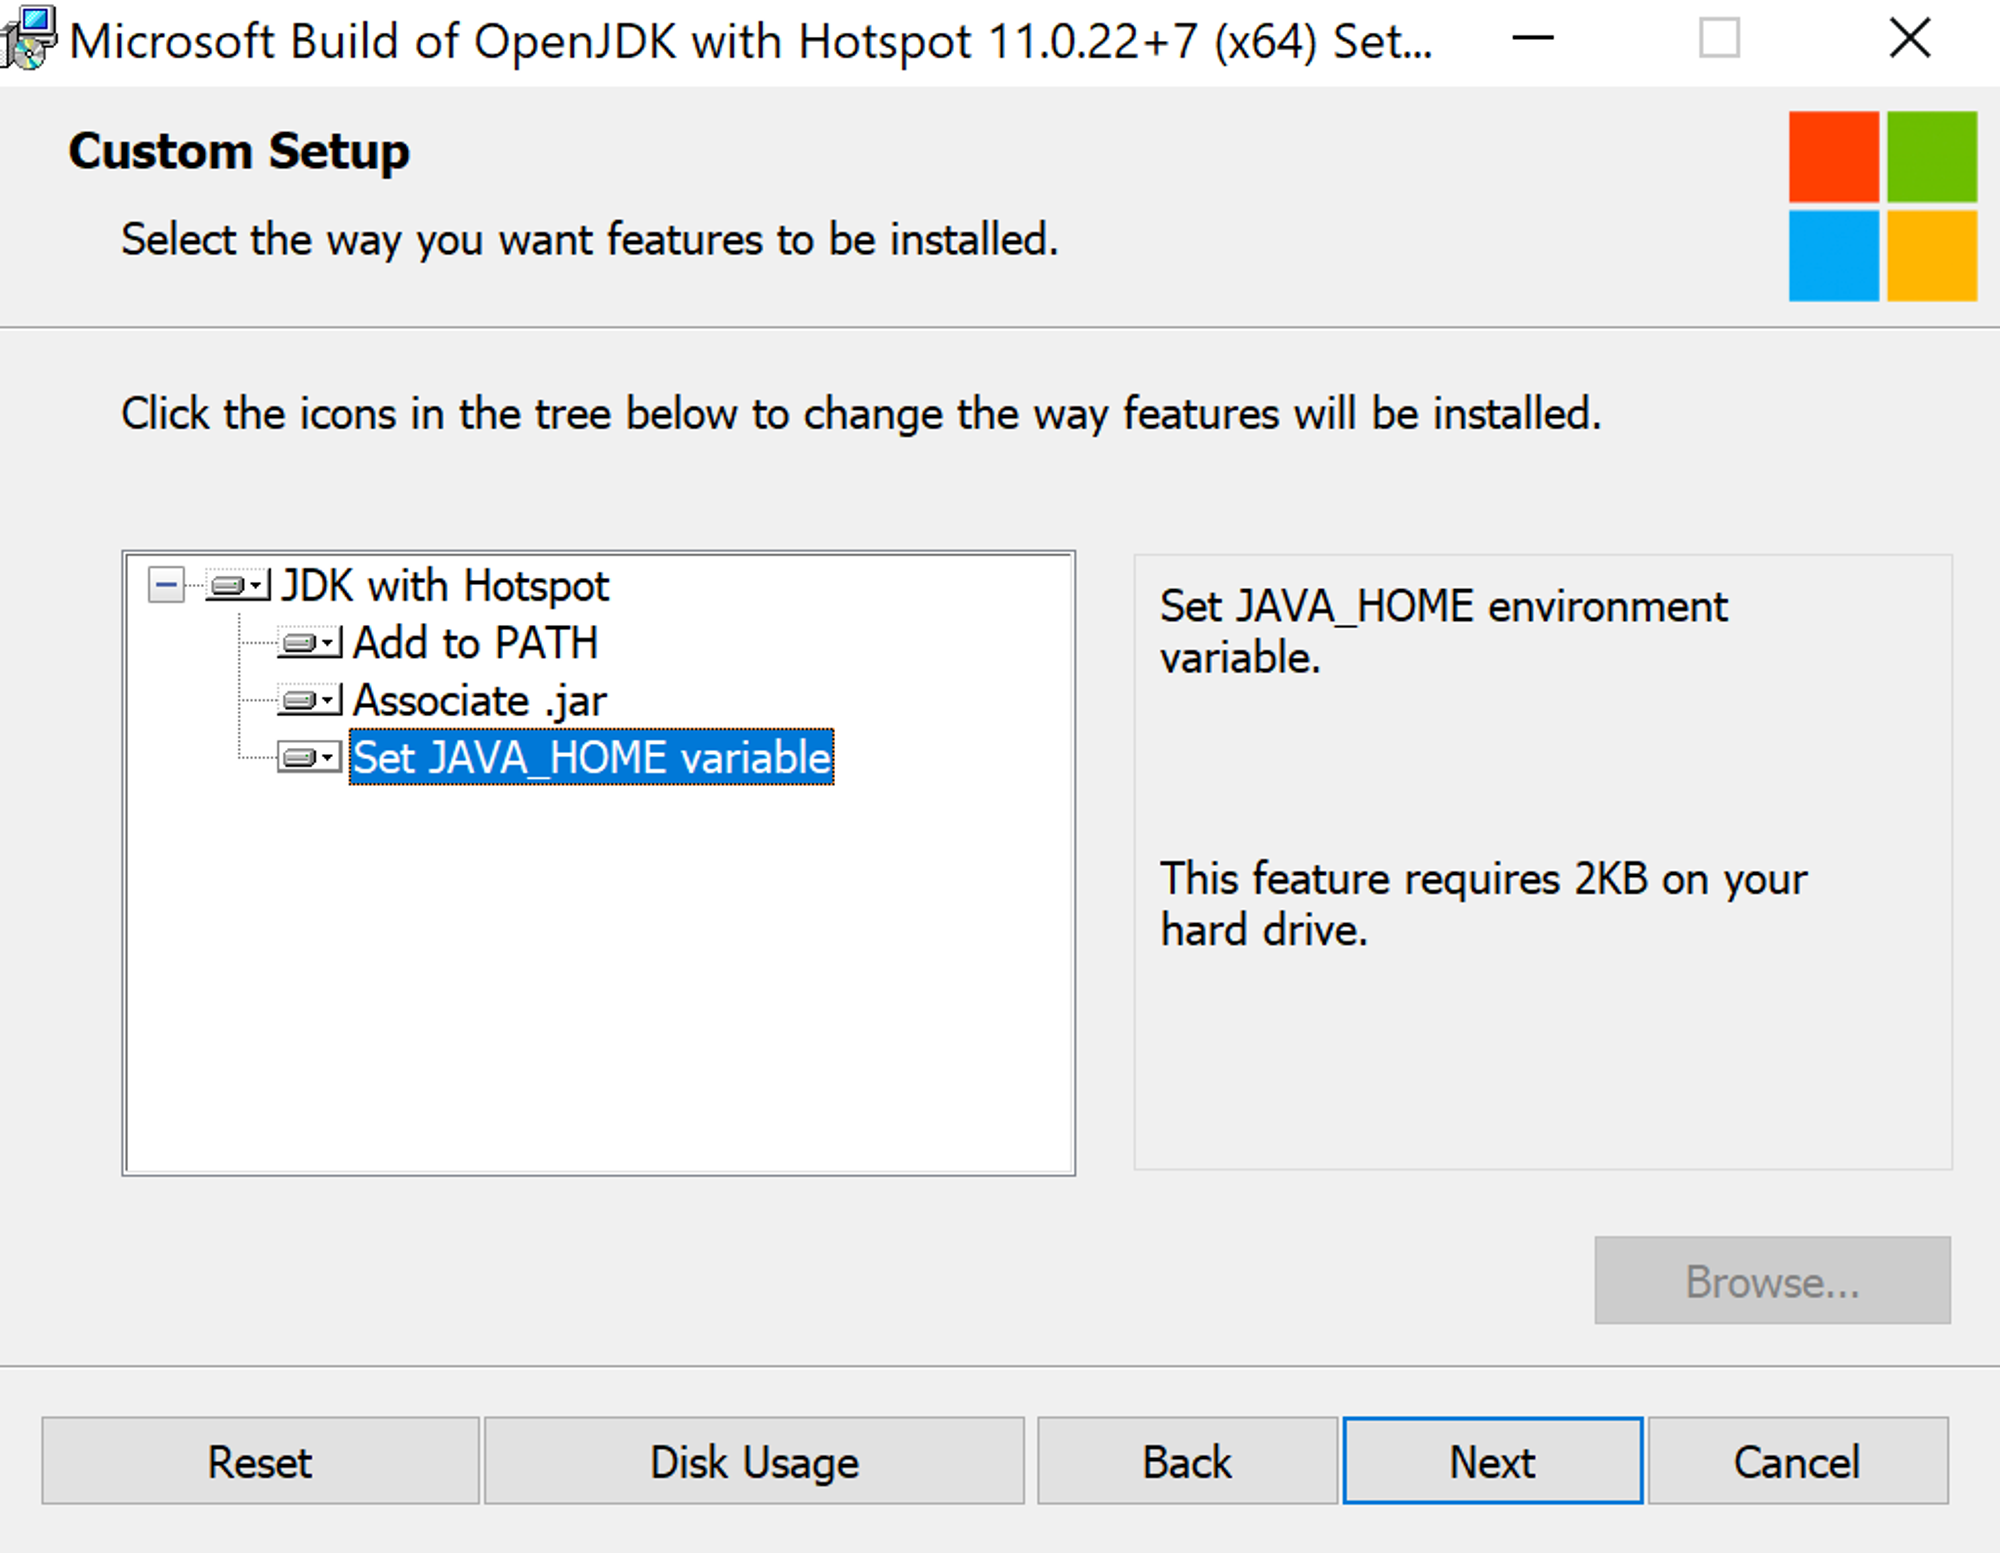 Microsoft Build of OpenJDK with Hotspot 11.0.22+7 (x64) Set...
Custom Setup
Select the way you want features to be installed.
Click the icons in the tree below to change the way features will be installed.
JDK with Hotspot
Add to PATH
Associate .jar
Set JAVA_HOME variable
Set JAVA_HOME environment
variable.
This feature requires 2KB on your
hard drive.
Browse...
Reset
Disk Usage
Back
Next
Cancel